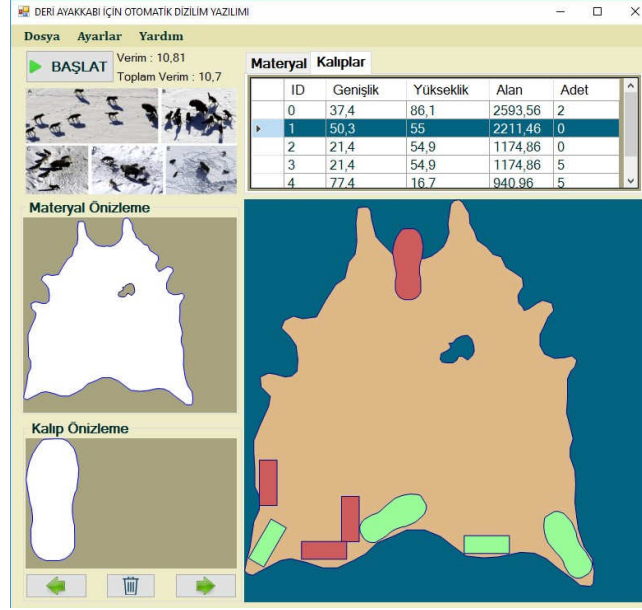 DERİ AYAKKABI İÇİN OTOMATİK DİZİLİM YAZILIMI
Dosya Ayarlar Yardım
BAŞLAT
Verim : 10,81
Toplam Verim : 10,7
Materyal Kalıplar
ID Genişlik Yükseklik Alan Adet
0 37,4 86,1 2593,56 2
1 50,3 55 2211,46 0
2 21,4 54,9 1174,86 0
3 21,4 54,9 1174,86 5
4 77,4 16,7 940,96 5
Materyal Önizleme
Kalıp Önizleme